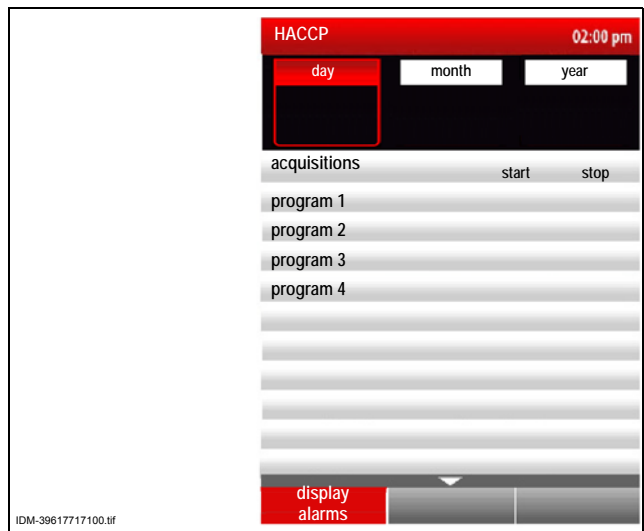 HACCP 02:00 pm
day month year
acquisitions start stop
program 1
program 2
program 3
program 4
display
alarms
IDM-39617717100.tif